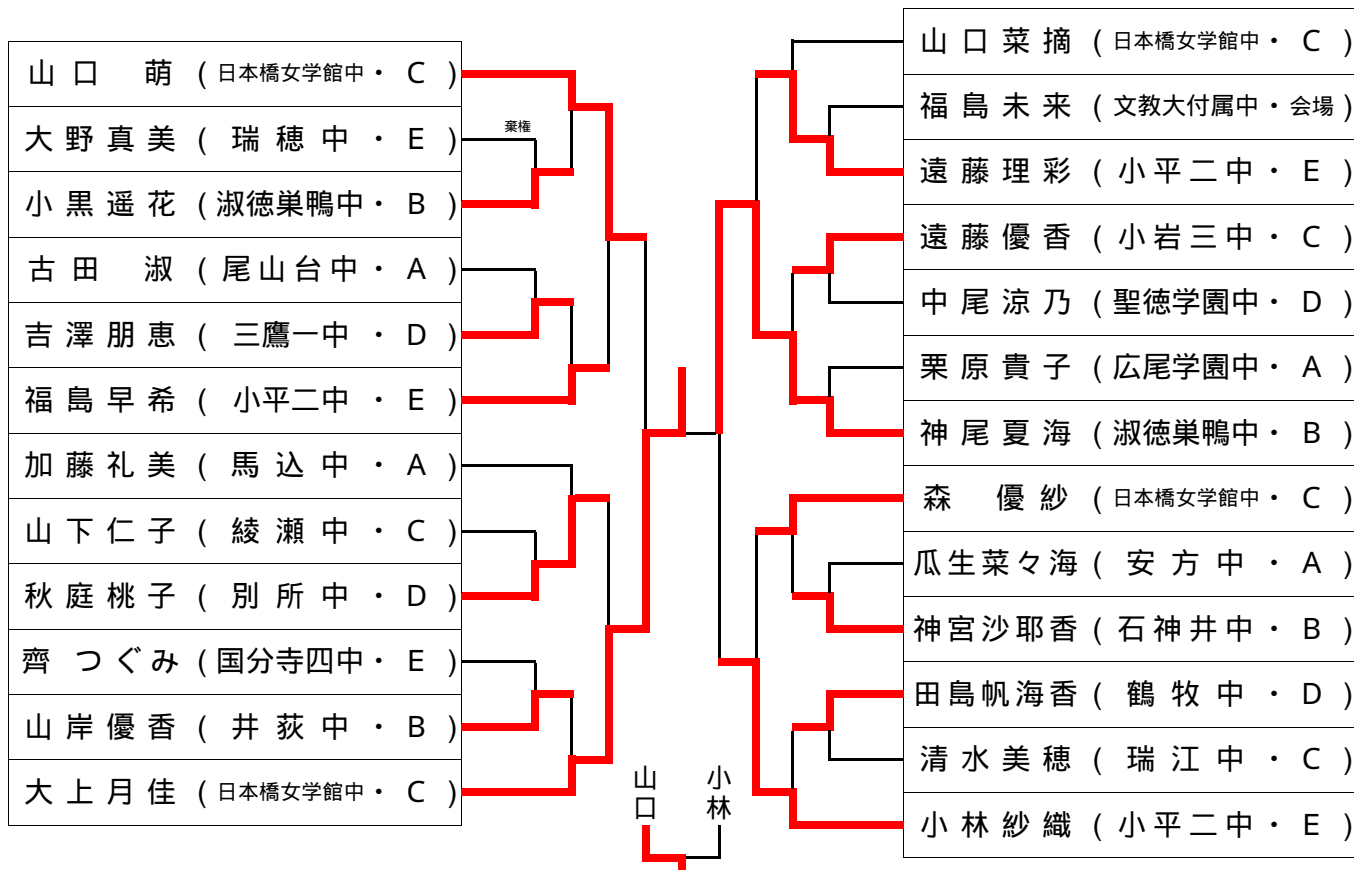 山口 萌 ( 日本橋女学館中 ・ C )
大野真美 ( 瑞穂中 ・ E )
棄権
小黒遥花 ( 淑徳巣鴨中 ・ B )
古田 淑 ( 尾山台中 ・ A )
吉澤朋恵 ( 三鷹一中 ・ D )
福島早希 ( 小平二中 ・ E )
加藤礼美 ( 馬込中 ・ A )
山下仁子 ( 綾瀬中 ・ C )
秋庭桃子 ( 別所中 ・ D )
齊 つぐみ ( 国分寺四中 ・ E )
山岸優香 ( 井荻中 ・ B )
大上月佳 ( 日本橋女学館中 ・ C )
山口
小林
山口菜摘 ( 日本橋女学館中 ・ C )
福島未来 ( 文教大付属中 ・ 会場 )
遠藤理彩 ( 小平二中 ・ E )
遠藤優香 ( 小岩三中 ・ C )
中尾涼乃 ( 聖徳学園中 ・ D )
栗原貴子 ( 広尾学園中 ・ A )
神尾夏海 ( 淑徳巣鴨中 ・ B )
森 優紗 ( 日本橋女学館中 ・ C )
瓜生菜々海 ( 安方中 ・ A )
神宮沙耶香 ( 石神井中 ・ B )
田島帆海香 ( 鶴牧中 ・ D )
清水美穂 ( 瑞江中 ・ C )
小林紗織 ( 小平二中 ・ E )